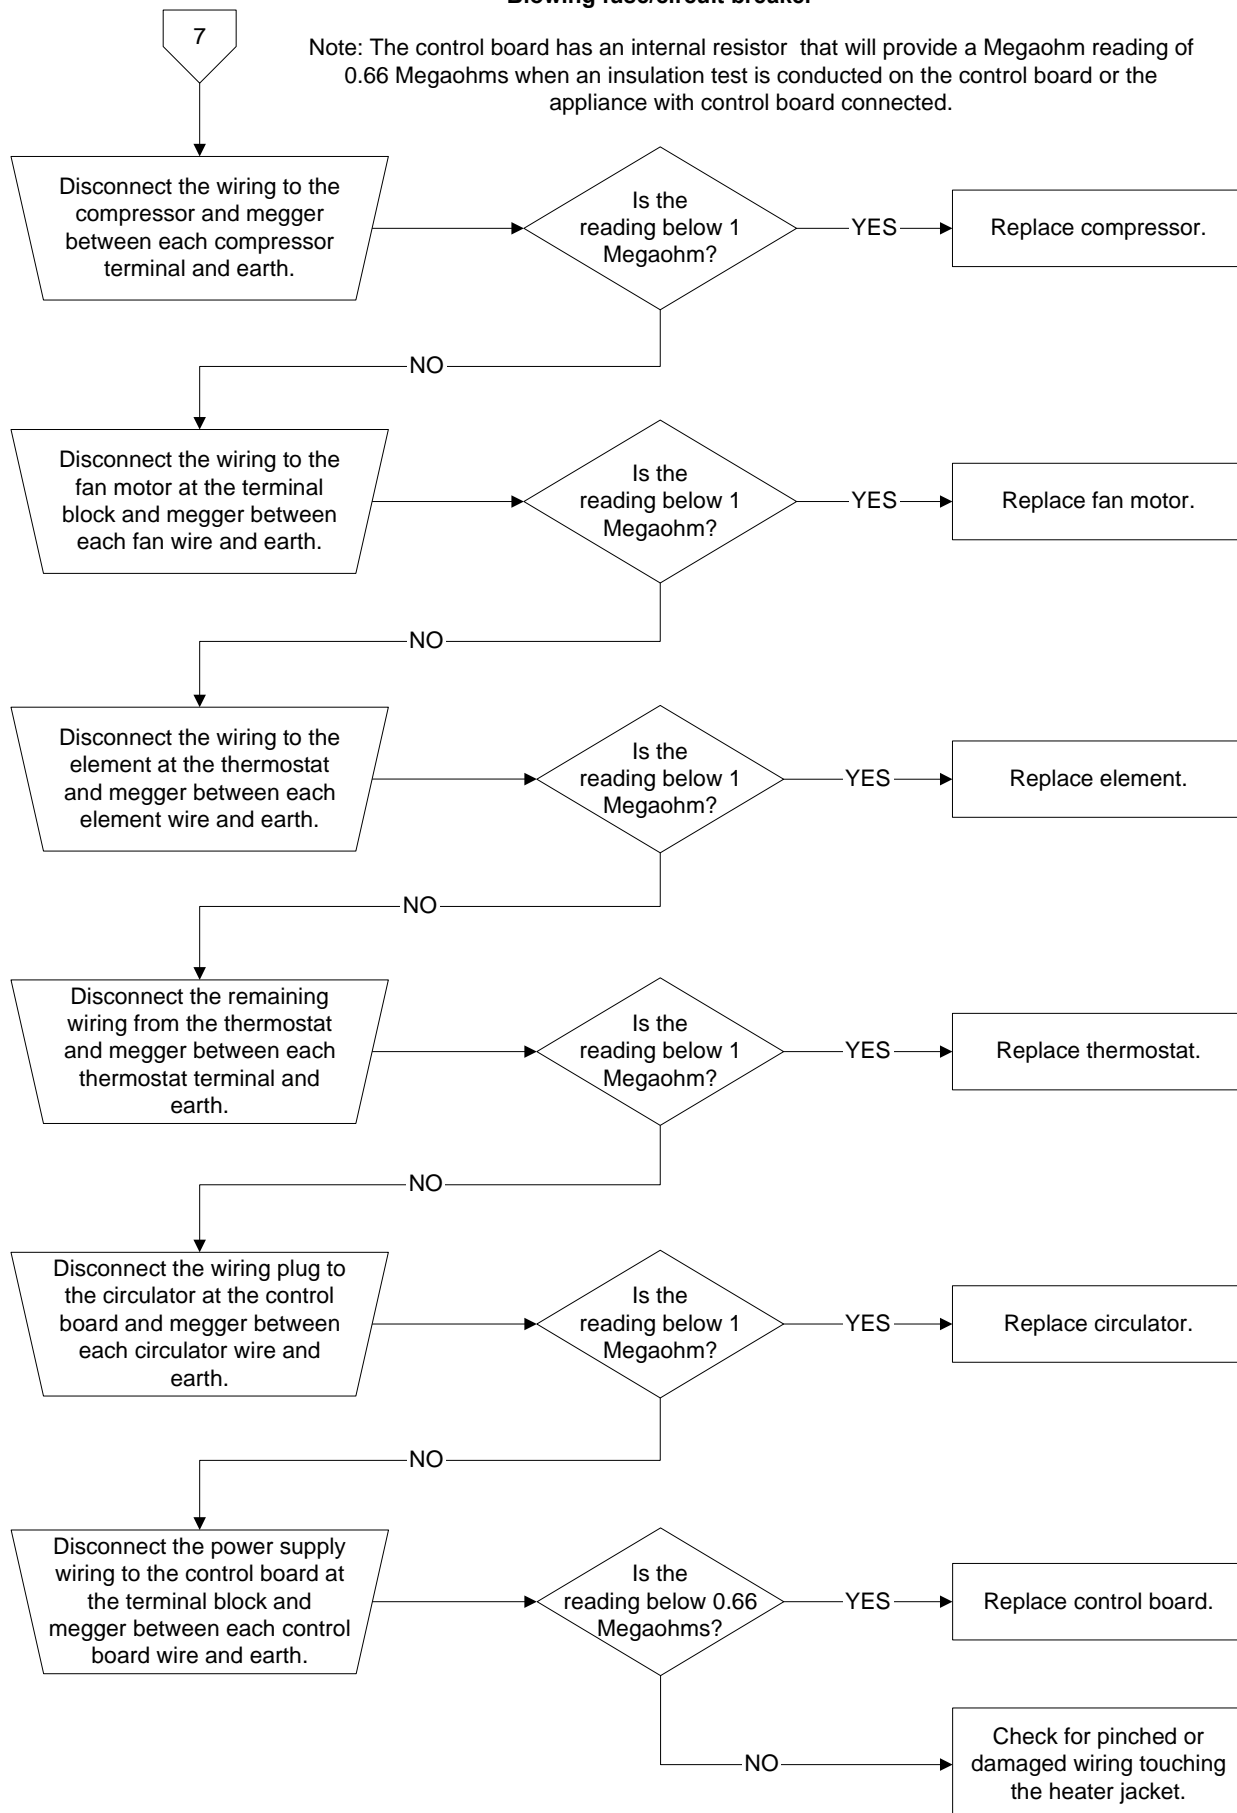 Blowing fuse/circuit breaker
7
Note: The control board has an internal resistor that will provide a Megaohm reading of
0.66 Megaohms when an insulation test is conducted on the control board or the
appliance with control board connected.
Disconnect the wiring to the
compressor and megger
between each compressor
terminal and earth.
Is the
reading below 1
Megaohm?
YES
Replace compressor.
NO
Disconnect the wiring to the
fan motor at the terminal
block and megger between
each fan wire and earth.
Is the
reading below 1
Megaohm?
YES
Replace fan motor.
NO
Disconnect the wiring to the
element at the thermostat
and megger between each
element wire and earth.
Is the
reading below 1
Megaohm?
YES
Replace element.
NO
Disconnect the remaining
wiring from the thermostat
and megger between each
thermostat terminal and
earth.
Is the
reading below 1
Megaohm?
YES
Replace thermostat.
NO
Disconnect the wiring plug to
the circulator at the control
board and megger between
each circulator wire and
earth.
Is the
reading below 1
Megaohm?
YES
Replace circulator.
NO
Disconnect the power supply
wiring to the control board at
the terminal block and
megger between each control
board wire and earth.
Is the
reading below 0.66
Megaohms?
YES
Replace control board.
NO
Check for pinched or
damaged wiring touching
the heater jacket.